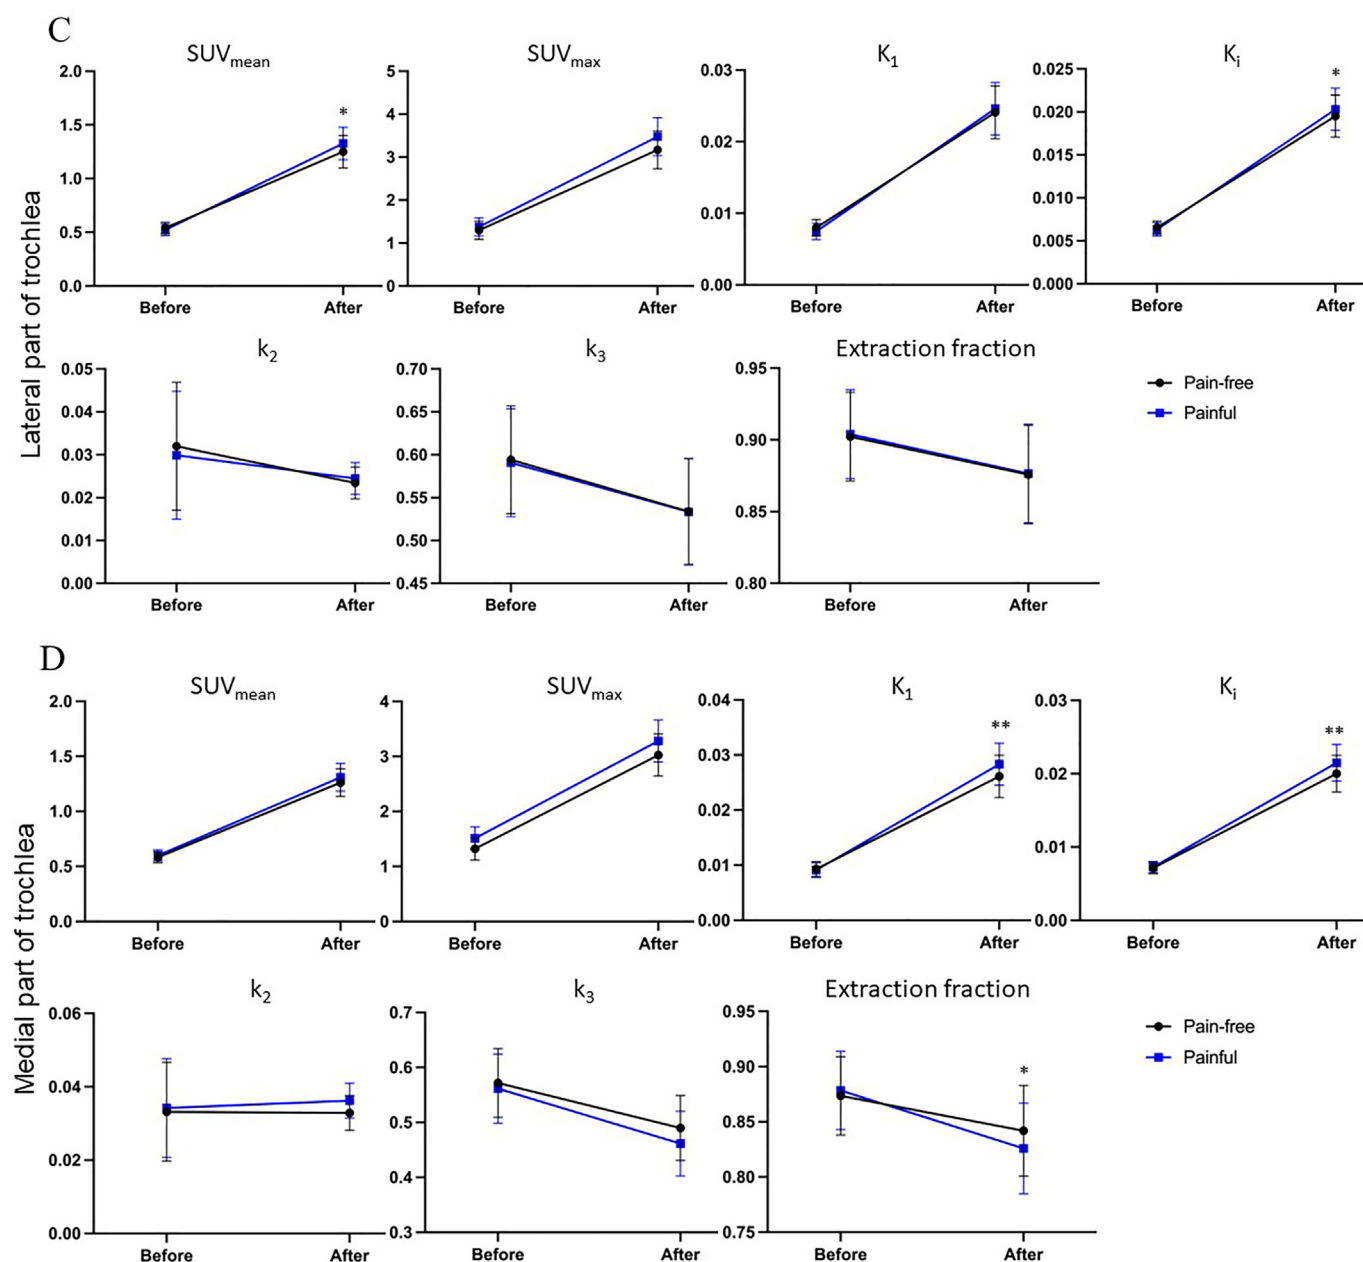 C
SUVmean
2.0
1.5
1.0
0.5
0.0
*
Before
After
SUVmax
5
4
3
2
1
0
Before
After
K1
0.03
0.02
0.01
0.00
Before
After
Ki
0.025
0.020
0.015
0.010
0.005
0.000
*
Before
After
Lateral part of trochlea
k2
0.05
0.04
0.03
0.02
0.01
0.00
Before
After
k3
0.70
0.65
0.60
0.55
0.50
0.45
Before
After
Extraction fraction
0.95
0.90
0.85
0.80
Before
After
Pain-free
Painful
D
SUVmean
2.0
1.5
1.0
0.5
0.0
Before
After
SUVmax
4
3
2
1
0
Before
After
K1
0.04
0.03
0.02
0.01
0.00
**
Before
After
Ki
0.03
0.02
0.01
0.00
**
Before
After
Medial part of trochlea
k2
0.06
0.04
0.02
0.00
Before
After
k3
0.7
0.6
0.5
0.4
0.3
Before
After
Extraction fraction
0.95
0.90
0.85
0.80
0.75
*
Before
After
Pain-free
Painful